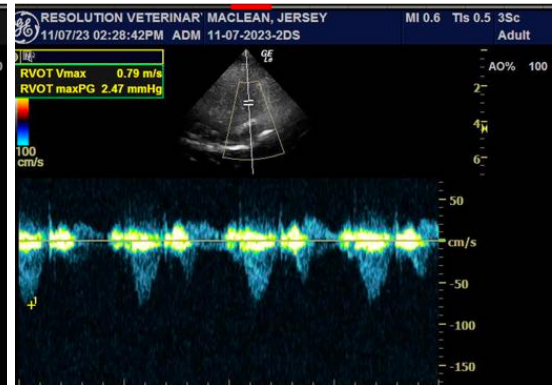 RESOLUTION VETERINAR' MACLEAN, JERSEY MI 0.6 TIs 0.5 3Sc
11/07/23 02:28:42PM ADM 11-07-2023-2DS Adult
GE
RVOT Vmax 0.79 m/s
RVOT maxPG 2.47 mmHg
AO% 100
2
4
6
100
cm/s
50
cm/s
-50
-100
-150
1